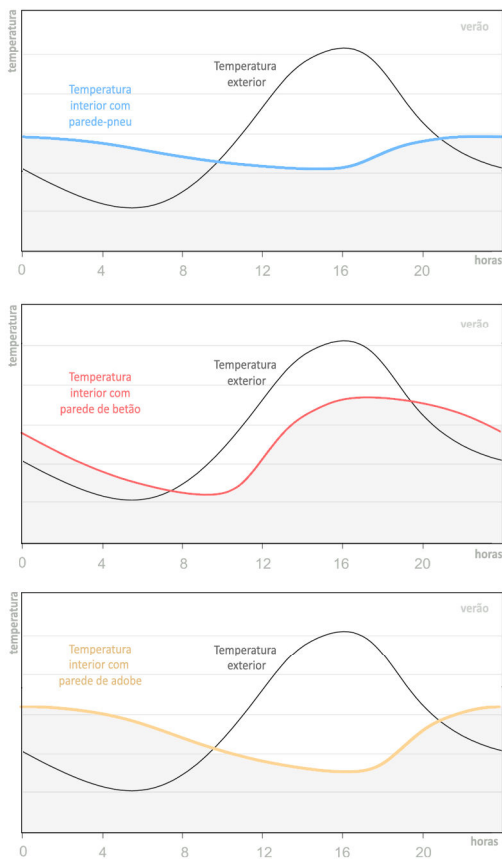 temperatura
verão
Temperatura
exterior
Temperatura
interior com
parede-pneu
0 4 8 12 16 20 horas
temperatura
verão
Temperatura
exterior
Temperatura
interior com
parede de betão
0 4 8 12 16 20 horas
temperatura
verão
Temperatura
exterior
Temperatura
interior com
parede de adobe
0 4 8 12 16 20 horas